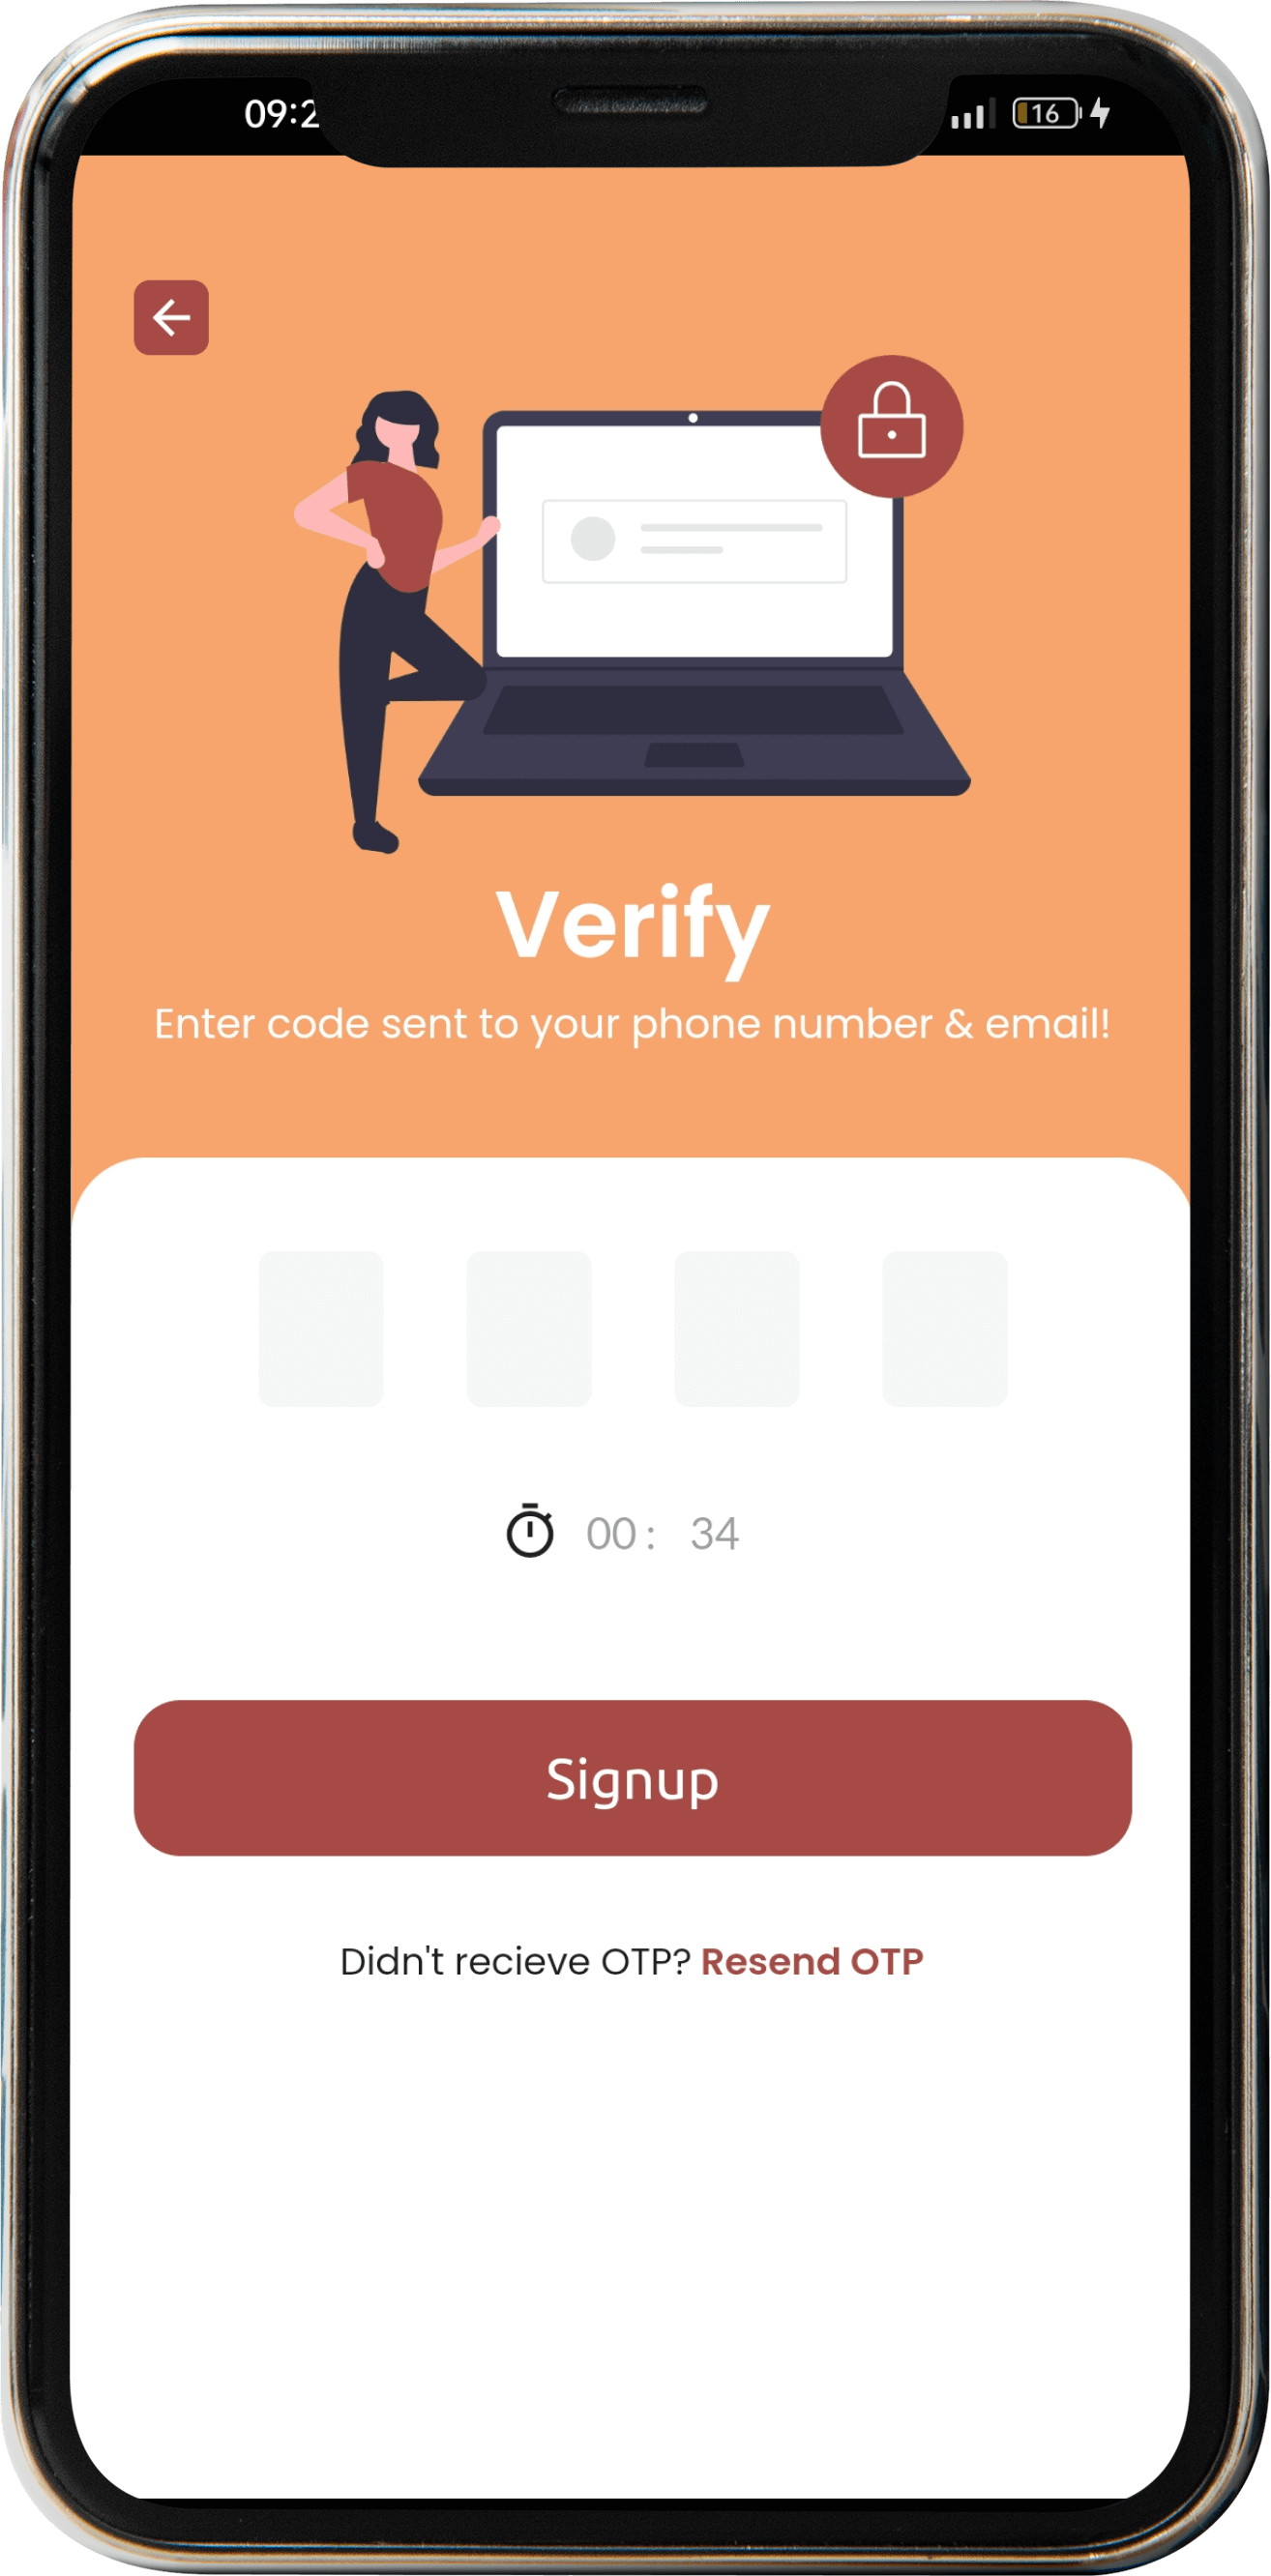 09:2
16
Verify
Enter code sent to your phone number & email!
00 : 34
Signup
Didn't recieve OTP? Resend OTP